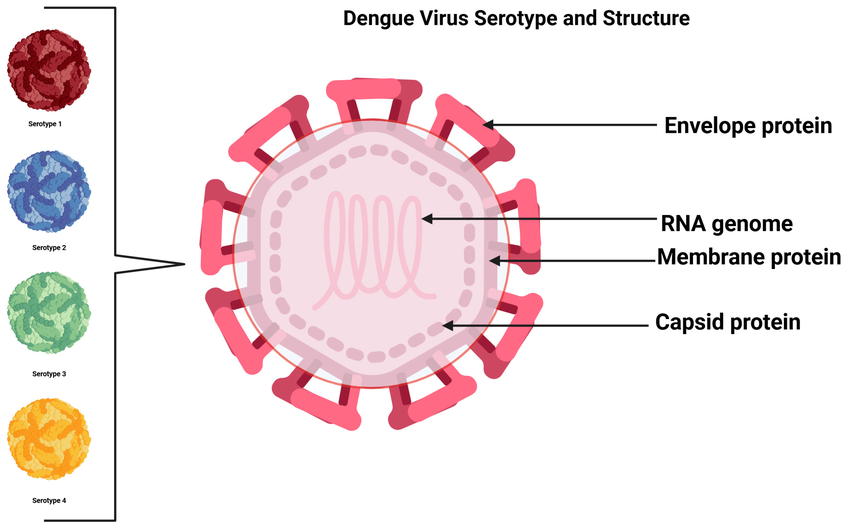 Dengue Virus Serotype and Structure
Serotype 1
Serotype 2
Serotype 3
Serotype 4
Envelope protein
RNA genome
Membrane protein
Capsid protein